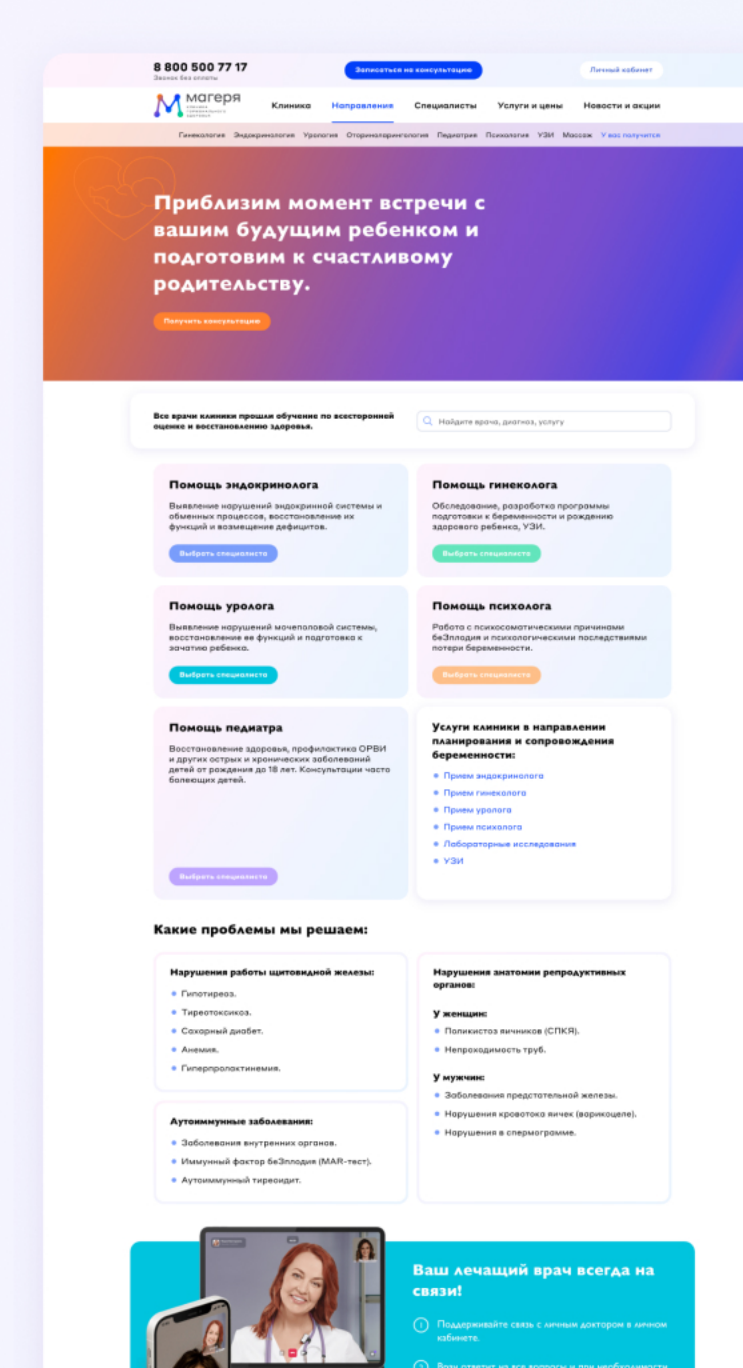 8 800 500 77 17
Звонок без оплаты
Записаться на консультацию
Личный кабинет
магеря
Клиника Направления Специалисты Услуги и цены Новости и акции
Гинекология Эндокринология Урология Оториноларингология Педиатрия Психология УЗИ Массаж У вас получится
Приблизим момент встречи с
вашим будущим ребенком и
подготовим к счастливому
родительству.
Получить консультацию
Все врачи клиники прошли обучение по всесторонней
оценке и восстановлению здоровья.
Найдите врача, диагноз, услугу
Помощь эндокринолога
Выявление нарушений эндокринной системы и
обменных процессов, восстановление их
функций и возмещение дефицитов.
Выбрать специалиста
Помощь гинеколога
Обследование, разработка программы
подготовки к беременности и рождению
здорового ребенка, УЗИ.
Выбрать специалиста
Помощь уролога
Выявление нарушений мочеполовой системы,
восстановление ее функций и подготовка к
зачатию ребенка.
Выбрать специалиста
Помощь психолога
Работа с психосоматическими причинами
беЗплодия и психологическими последствиями
потери беременности.
Выбрать специалиста
Помощь педиатра
Восстановление здоровья, профилактика ОРВИ
и других острых и хронических заболеваний
детей от рождения до 18 лет. Консультации часто
болеющих детей.
Выбрать специалиста
Услуги клиники в направлении
планирования и сопровождения
беременности:
Прием эндокринолога
Прием гинеколога
Прием уролога
Прием психолога
Лабораторные исследования
УЗИ
Какие проблемы мы решаем:
Нарушения работы щитовидной железы:
Гипотиреоз.
Тиреотоксикоз.
Сахарный диабет.
Анемия.
Гиперпролактинемия.
Аутоиммунные заболевания:
Заболевания внутренних органов.
Иммунный фактор беЗплодия (MAR-тест).
Аутоиммунный тиреоидит.
Нарушения анатомии репродуктивных
органов:
У женщин:
Поликистоз яичников (СПКЯ).
Непроходимость труб.
У мужчин:
Заболевания предстательной железы.
Нарушения кровотока яичек (варикоцеле).
Нарушения в спермограмме.
Ваш лечащий врач всегда на
связи!
1 Поддерживайте связь с личным доктором в личном
кабинете.
2 Врач ответит на все вопросы и при необходимости